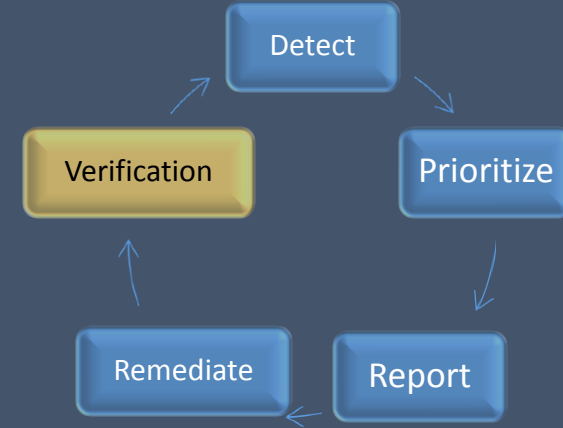 Detect
Prioritize
Report
Remediate
Verification